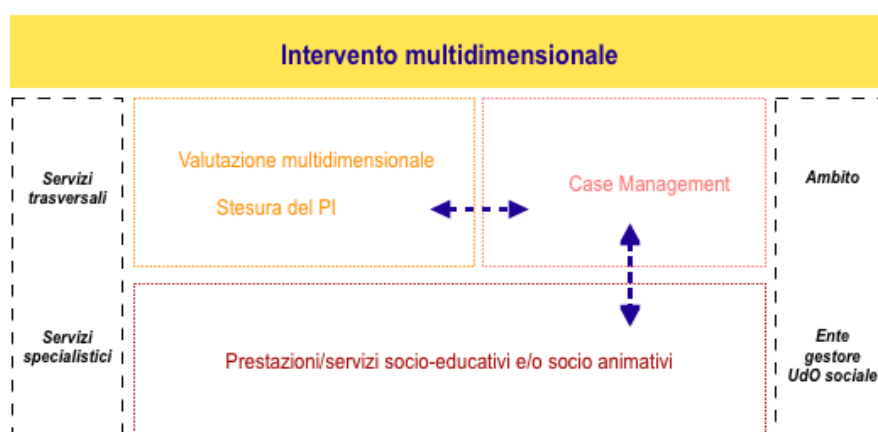 Intervento multidimensionale
Servizi
trasversali
Valutazione multidimensionale
Stesura del PI
Case Management
Ambito
Servizi
specialistici
Prestazioni/servizi socio-educativi e/o socio animativi
Ente
gestore
UdO sociale